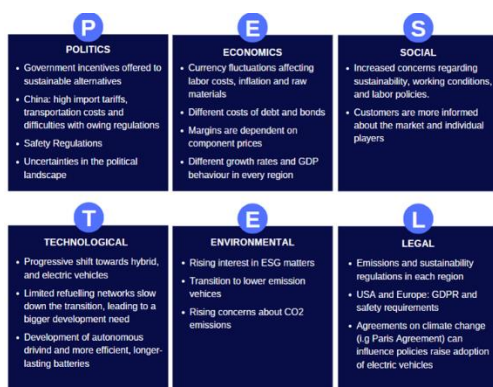 P
POLITICS
• Government incentives offered to
sustainable alternatives
• China: high import tariffs,
transportation costs and
difficulties with owing regulations
• Safety Regulations
• Uncertainties in the political
landscape
E
ECONOMICS
• Currency fluctuations affecting
labor costs, inflation and raw
materials
• Different costs of debt and bonds
• Margins are dependent on
component prices
• Different growth rates and GDP
behaviour in every region
S
SOCIAL
• Increased concerns regarding
sustainability, working conditions,
and labor policies.
• Customers are more informed
about the market and individual
players
T
TECHNOLOGICAL
• Progressive shift towards hybrid,
and electric vehicles
• Limited refuelling networks slow
down the transition, leading to a
bigger development need
• Development of autonomous
drivind and more efficient, longer-
lasting batteries
E
ENVIRONMENTAL
• Rising interest in ESG matters
• Transition to lower emission
vehices
• Rising concerns about CO2
emissions
L
LEGAL
• Emissions and sustainability
regulations in each region
• USA and Europe: GDPR and
safety requirements
• Agreements on climate change
(i.g Paris Agreement) can
influence policies raise adoption
of electric vehicles